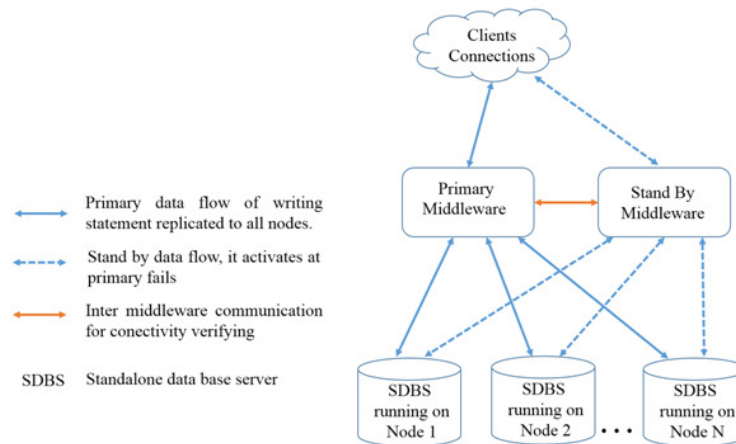 Clients
Connections
Primary
Middleware
Stand By
Middleware
Primary data flow of writing
statement replicated to all nodes.
Stand by data flow, it activates at
primary fails
Inter middleware communication
for conectivity verifying
SDBS Standalone data base server
SDBS
running on
Node 1
SDBS
running on
Node 2
...
SDBS
running on
Node N